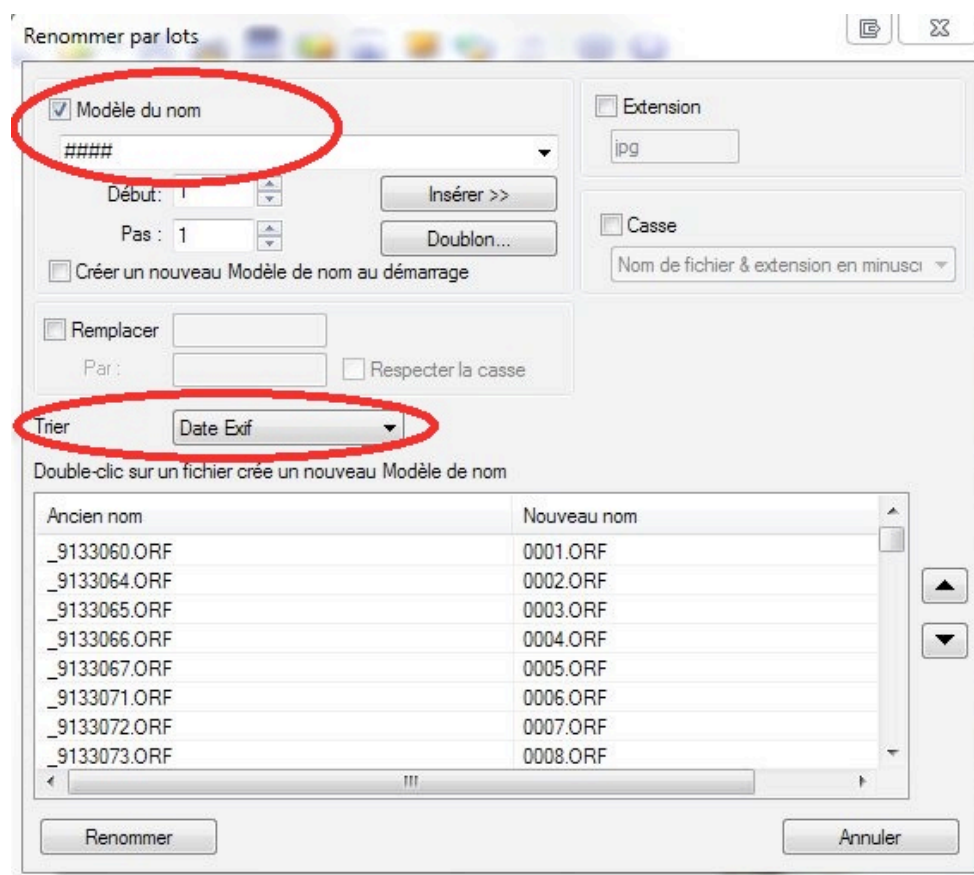 Renommer par lots
Modèle du nom
####
Début: 1
Insérer >>
Pas : 1
Doublon...
Créer un nouveau Modèle de nom au démarrage
Extension
jpg
Casse
Nom de fichier & extension en minusc
Remplacer
Par :
Respecter la casse
Trier
Date Exif
Double-clic sur un fichier crée un nouveau Modèle de nom
Ancien nom Nouveau nom
_9133060.ORF 0001.ORF
_9133064.ORF 0002.ORF
_9133065.ORF 0003.ORF
_9133066.ORF 0004.ORF
_9133067.ORF 0005.ORF
_9133071.ORF 0006.ORF
_9133072.ORF 0007.ORF
_9133073.ORF 0008.ORF
Renommer
Annuler